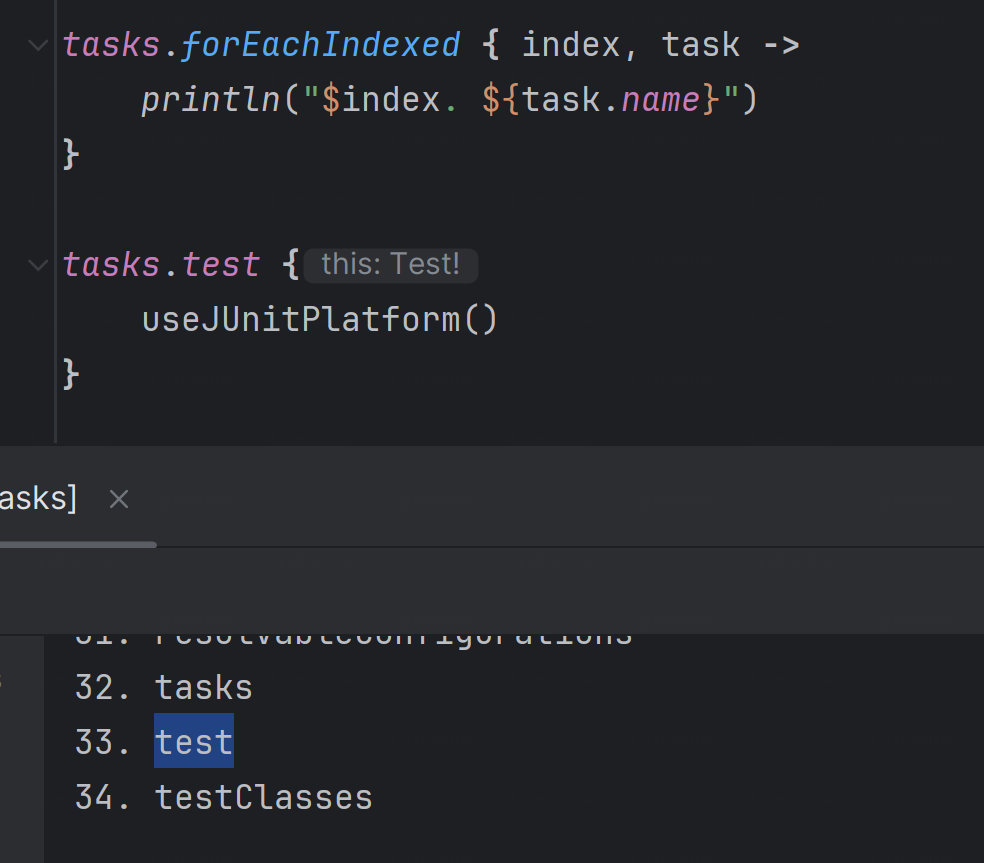 tasks.forEachIndexed { index, task ->
println("$index. ${task.name}")
}
tasks.test { this: Test!
useJUnitPlatform()
}
asks]
31. resolvableConfigurations
32. tasks
33. test
34. testClasses